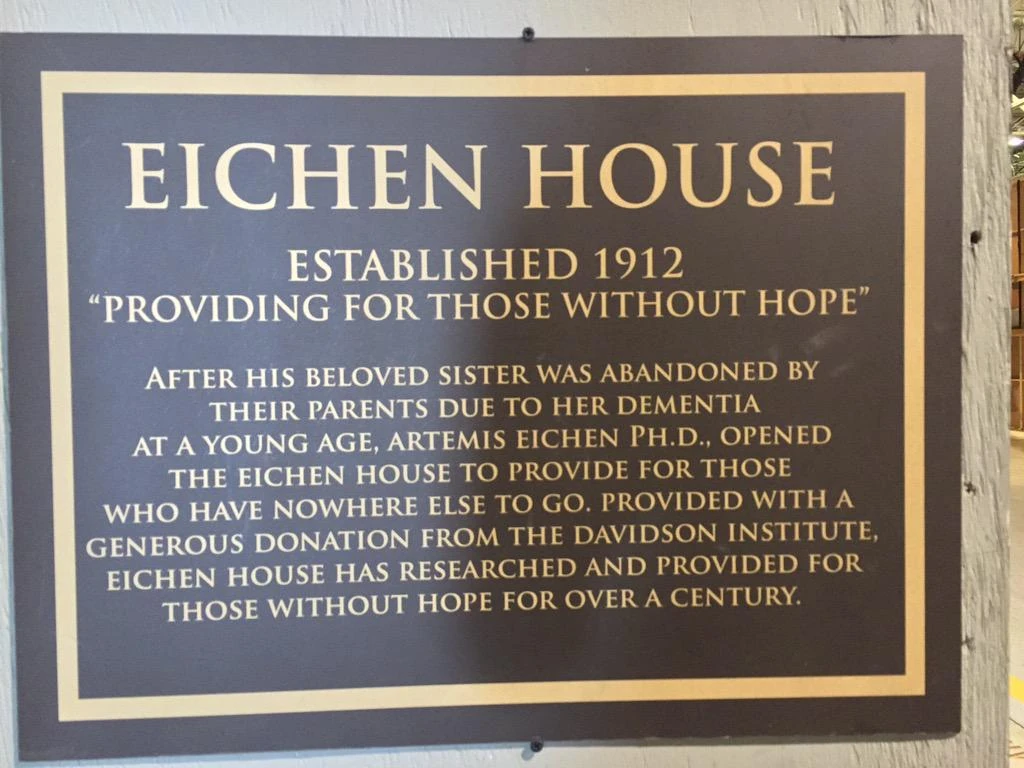 EICHEN HOUSE
ESTABLISHED 1912
“PROVIDING FOR THOSE WITHOUT HOPE”
AFTER HIS BELOVED SISTER WAS ABANDONED BY
THEIR PARENTS DUE TO HER DEMENTIA
AT A YOUNG AGE, ARTEMIS EICHEN PH.D., OPENED
THE EICHEN HOUSE TO PROVIDE FOR THOSE
WHO HAVE NOWHERE ELSE TO GO. PROVIDED WITH A
GENEROUS DONATION FROM THE DAVIDSON INSTITUTE,
EICHEN HOUSE HAS RESEARCHED AND PROVIDED FOR
THOSE WITHOUT HOPE FOR OVER A CENTURY.